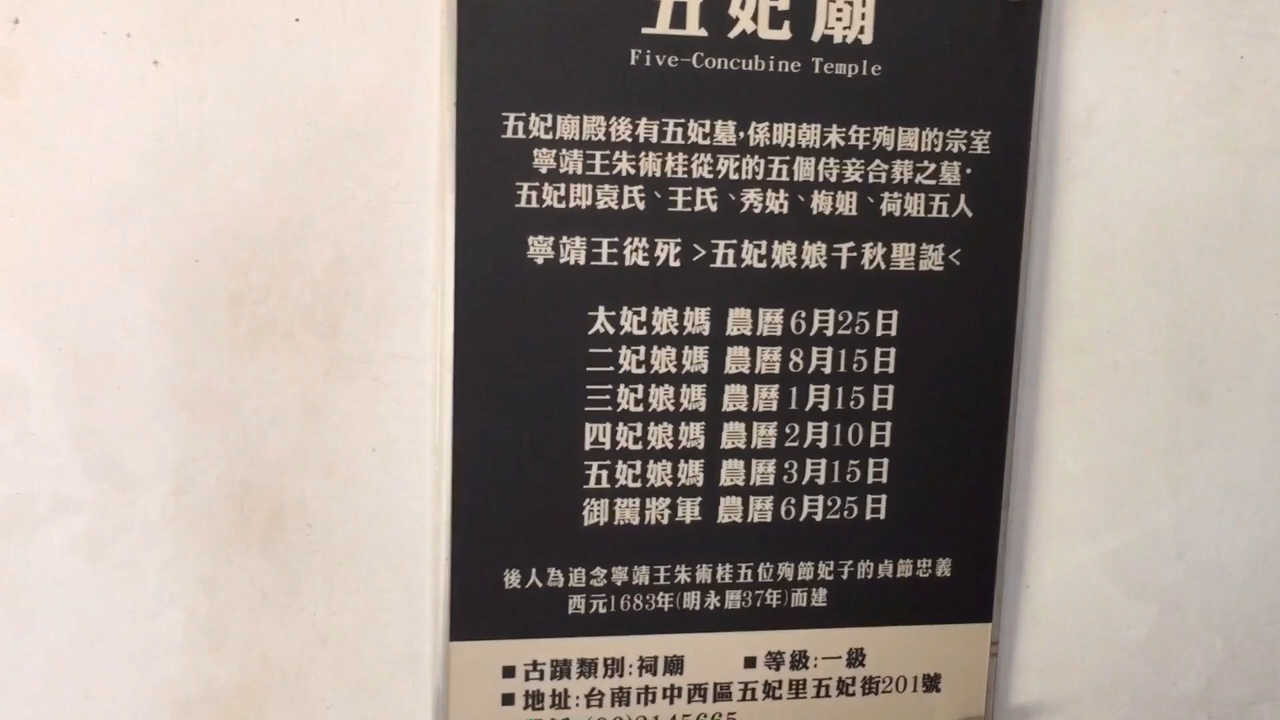 五妃廟
Five-Concubine Temple
五妃廟殿後有五妃墓,係明朝末年殉國的宗室
寧靖王朱術桂從死的五個侍妾合葬之墓.
五妃即袁氏、王氏、秀姑、梅姐、荷姐五人
寧靖王從死 >五妃娘娘千秋聖誕<
太妃娘媽 農曆6月25日
二妃娘媽 農曆8月15日
三妃娘媽 農曆1月15日
四妃娘媽 農曆2月10日
五妃娘媽 農曆3月15日
御駕將軍 農曆6月25日
後人為追念寧靖王朱術桂五位殉節妃子的貞節忠義
西元1683年(明永曆37年)而建
■古蹟類別:祠廟 ■等級:一級
■地址:台南市中西區五妃里五妃街201號